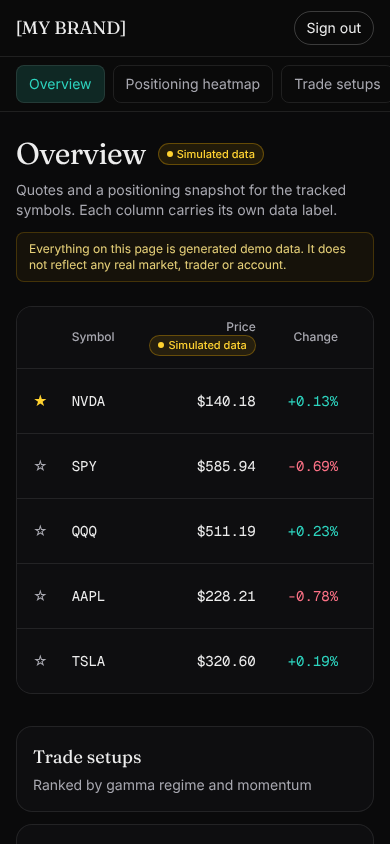 [MY BRAND]
Sign out
Overview
Positioning heatmap
Trade setups
Overview
Simulated data
Quotes and a positioning snapshot for the tracked
symbols. Each column carries its own data label.
Everything on this page is generated demo data. It does
not reflect any real market, trader or account.
Symbol
Price
Simulated data
Change
★ NVDA $140.18 +0.13%
☆ SPY $585.94 -0.69%
☆ QQQ $511.19 +0.23%
☆ AAPL $228.21 -0.78%
☆ TSLA $320.60 +0.19%
Trade setups
Ranked by gamma regime and momentum